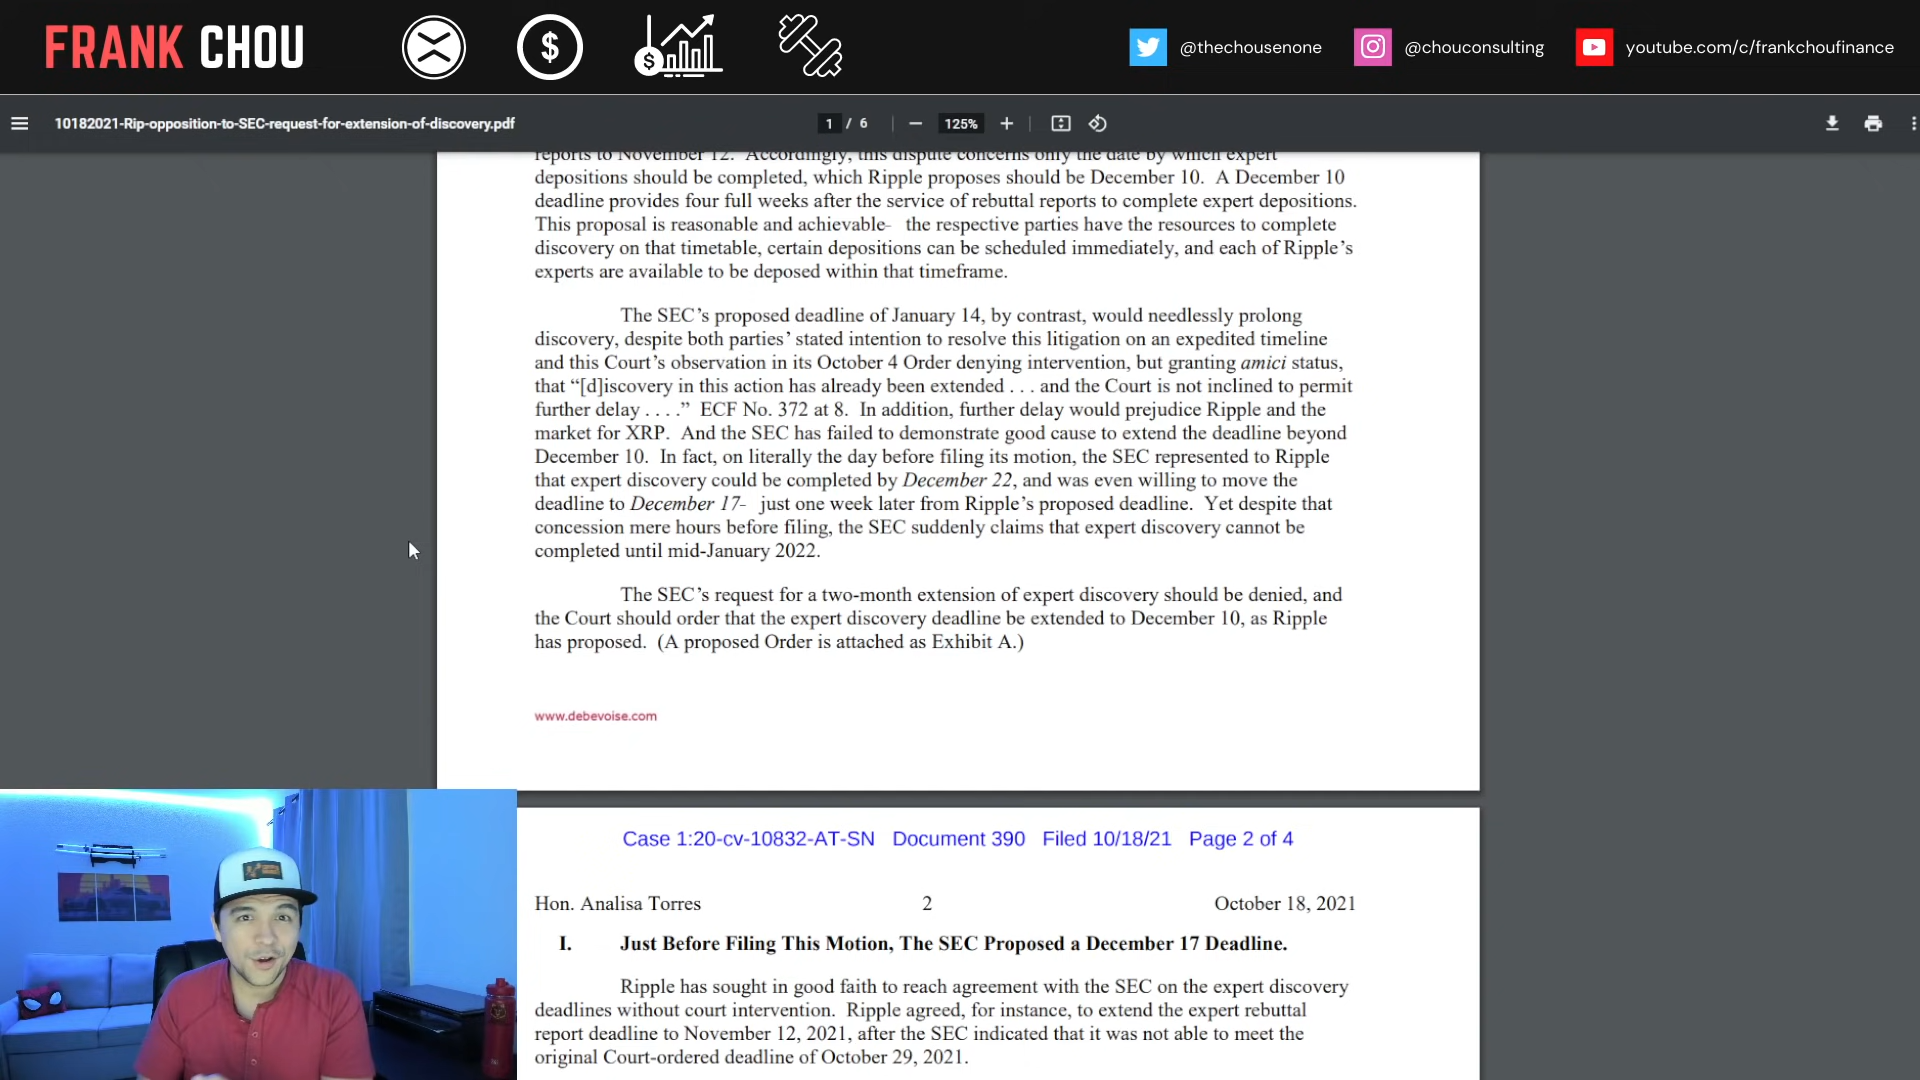 FRANK CHOU
@thechousenone
@chouconsulting
youtube.com/c/frankchoufinance
10182021-Rip-opposition-to-SEC-request-for-extension-of-discovery.pdf
1 / 6
125%
reports to November 12. Accordingly, this dispute concerns only the date by which expert
depositions should be completed, which Ripple proposes should be December 10. A December 10
deadline provides four full weeks after the service of rebuttal reports to complete expert depositions.
This proposal is reasonable and achievable- the respective parties have the resources to complete
discovery on that timetable, certain depositions can be scheduled immediately, and each of Ripple's
experts are available to be deposed within that timeframe.
The SEC's proposed deadline of January 14, by contrast, would needlessly prolong
discovery, despite both parties' stated intention to resolve this litigation on an expedited timeline
and this Court's observation in its October 4 Order denying intervention, but granting amici status,
that "[d]iscovery in this action has already been extended . . . and the Court is not inclined to permit
further delay . . . ." ECF No. 372 at 8. In addition, further delay would prejudice Ripple and the
market for XRP. And the SEC has failed to demonstrate good cause to extend the deadline beyond
December 10. In fact, on literally the day before filing its motion, the SEC represented to Ripple
that expert discovery could be completed by December 22, and was even willing to move the
deadline to December 17- just one week later from Ripple's proposed deadline. Yet despite that
concession mere hours before filing, the SEC suddenly claims that expert discovery cannot be
completed until mid-January 2022.
The SEC's request for a two-month extension of expert discovery should be denied, and
the Court should order that the expert discovery deadline be extended to December 10, as Ripple
has proposed. (A proposed Order is attached as Exhibit A.)
www.debevoise.com
Case 1:20-cv-10832-AT-SN Document 390 Filed 10/18/21 Page 2 of 4
Hon. Analisa Torres 2 October 18, 2021
I. Just Before Filing This Motion, The SEC Proposed a December 17 Deadline.
Ripple has sought in good faith to reach agreement with the SEC on the expert discovery
deadlines without court intervention. Ripple agreed, for instance, to extend the expert rebuttal
report deadline to November 12, 2021, after the SEC indicated that it was not able to meet the
original Court-ordered deadline of October 29, 2021.